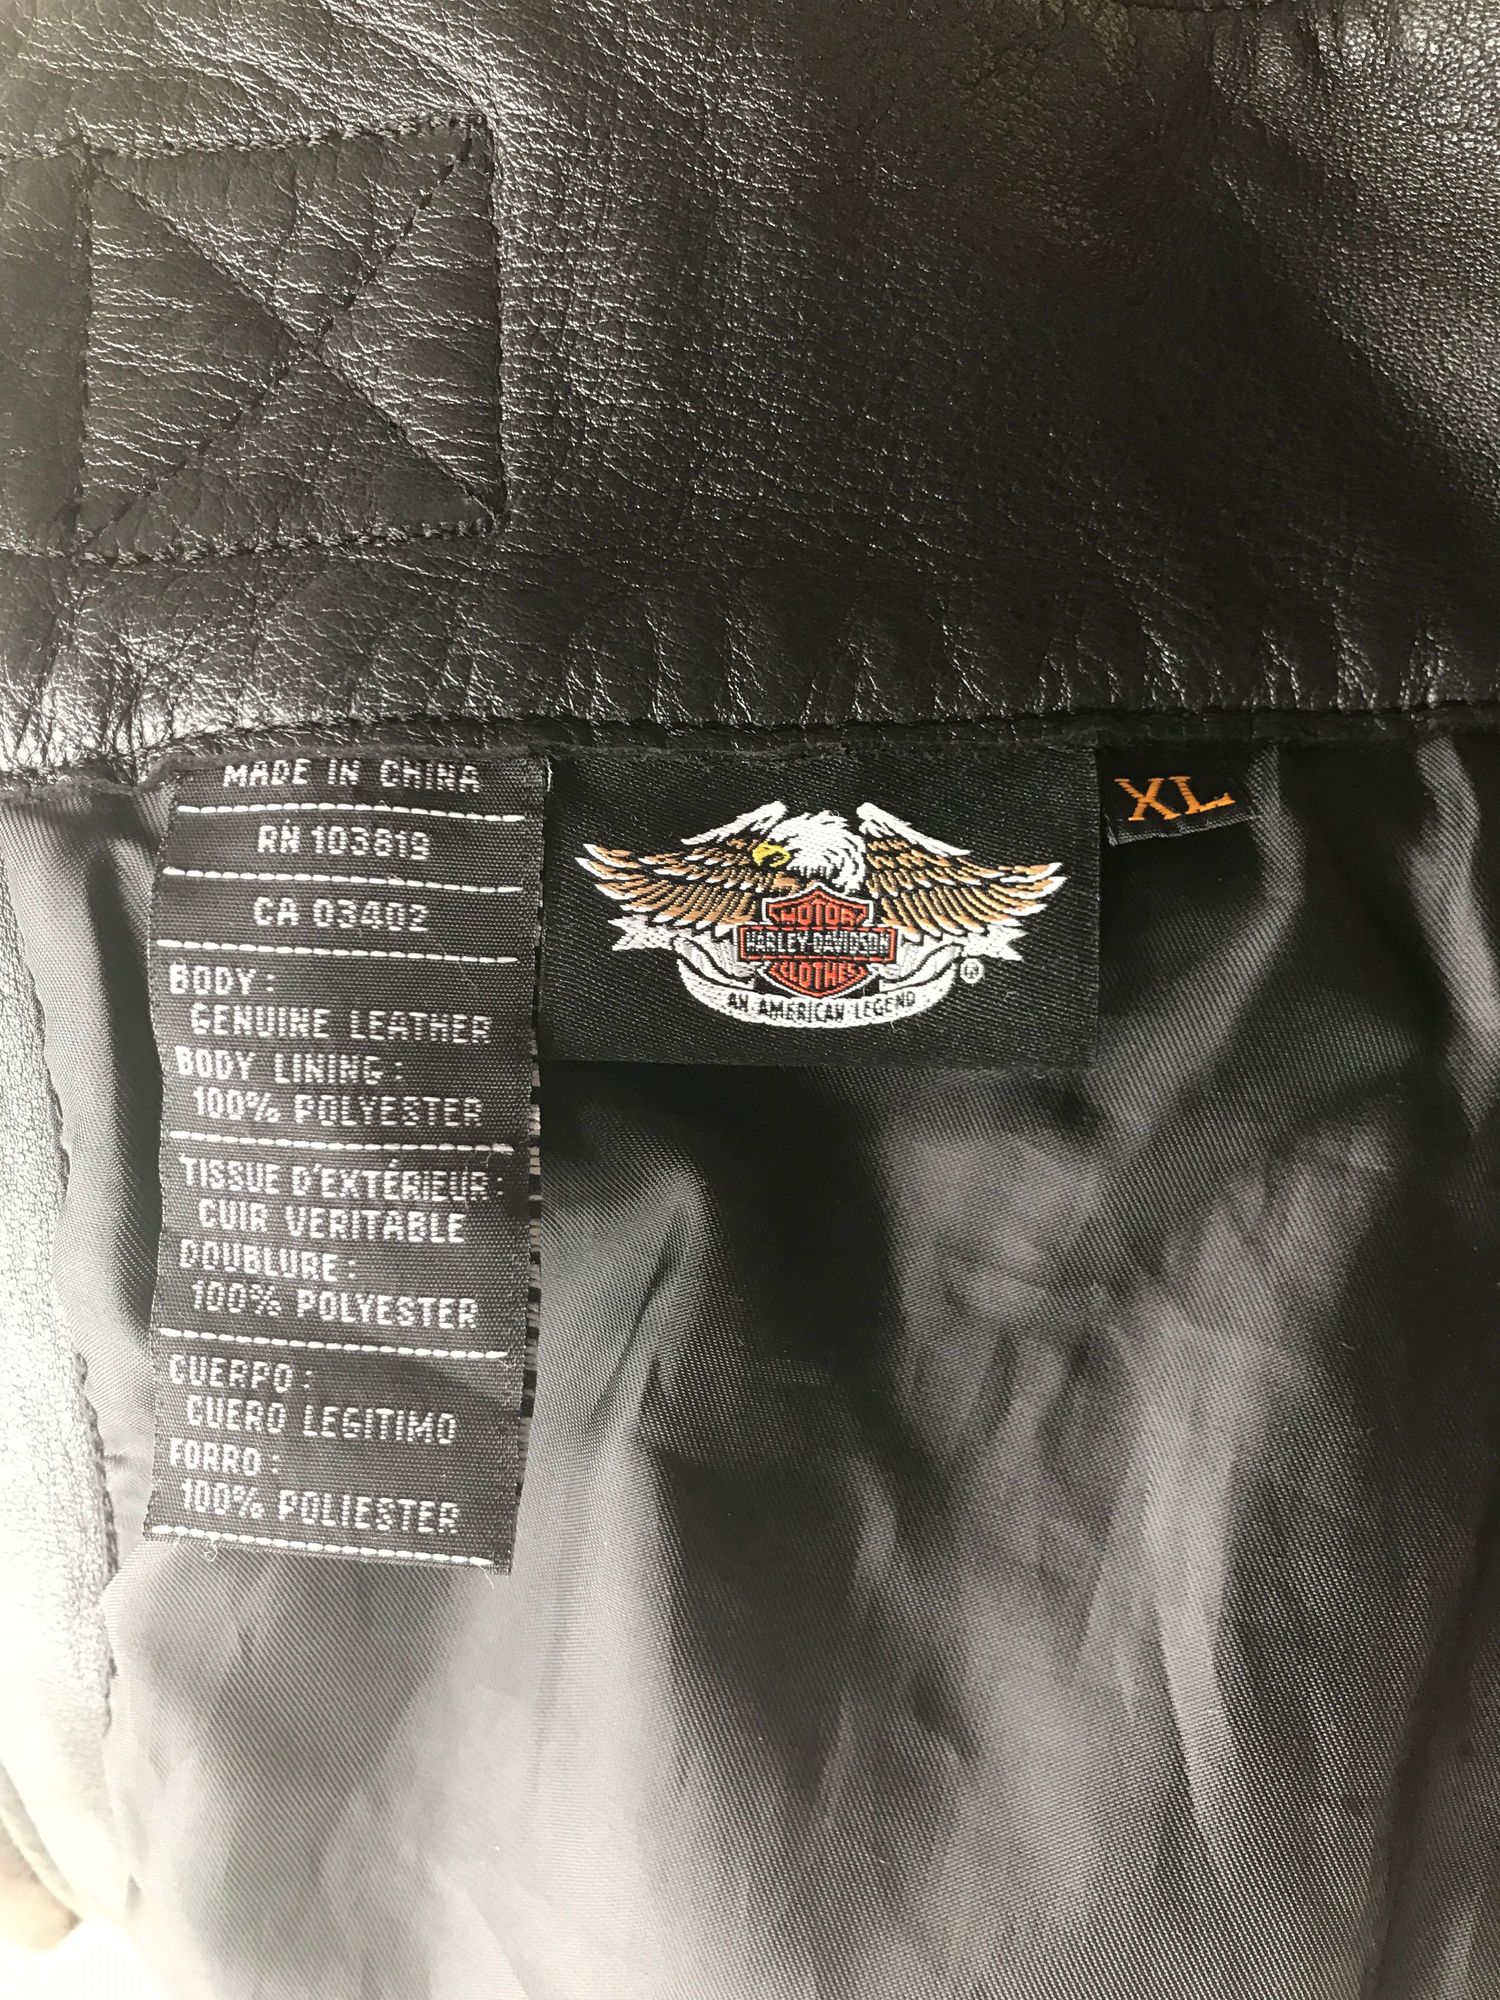 MADE IN CHINA
RN 103819
CA 03402
BODY:
GENUINE LEATHER
BODY LINING:
100% POLYESTER
TISSUE D'EXTÉRIEUR:
CUIR VERITABLE
DOUBLURE:
100% POLYESTER
CUERPO:
CUERO LEGITIMO
FORRO:
100% POLIESTER
MOTOR
HARLEY-DAVIDSON
CLOTHES
®
AN AMERICAN LEGEND
XL